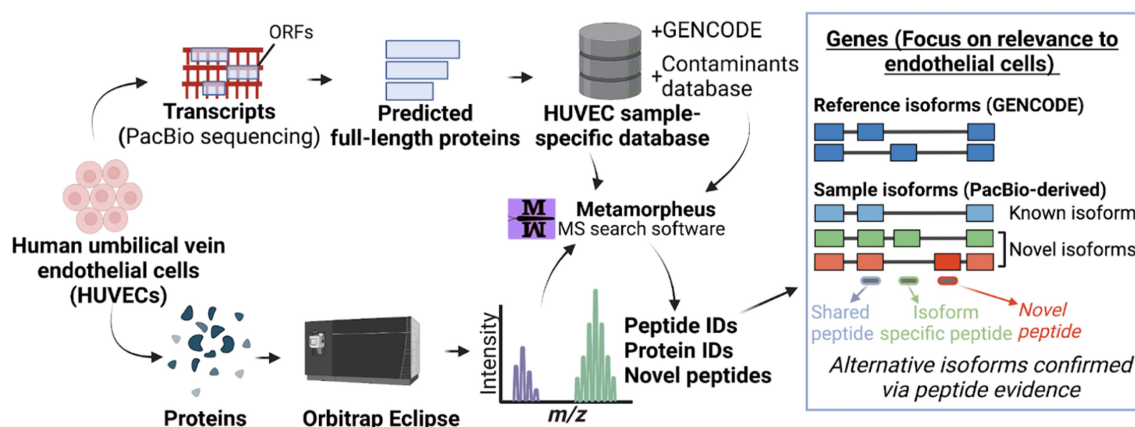 ORFs
Transcripts
(PacBio sequencing)
Predicted
full-length proteins
+GENCODE
+Contaminants
database
HUVEC sample-
specific database
Human umbilical vein
endothelial cells
(HUVECs)
Metamorpheus
MS search software
M
M
Proteins
Orbitrap Eclipse
Intensity
m/z
Peptide IDs
Protein IDs
Novel peptides
Genes (Focus on relevance to
endothelial cells)
Reference isoforms (GENCODE)
Sample isoforms (PacBio-derived)
Known isoform
Novel isoforms
Shared
peptide
Isoform
specific peptide
Novel
peptide
Alternative isoforms confirmed
via peptide evidence